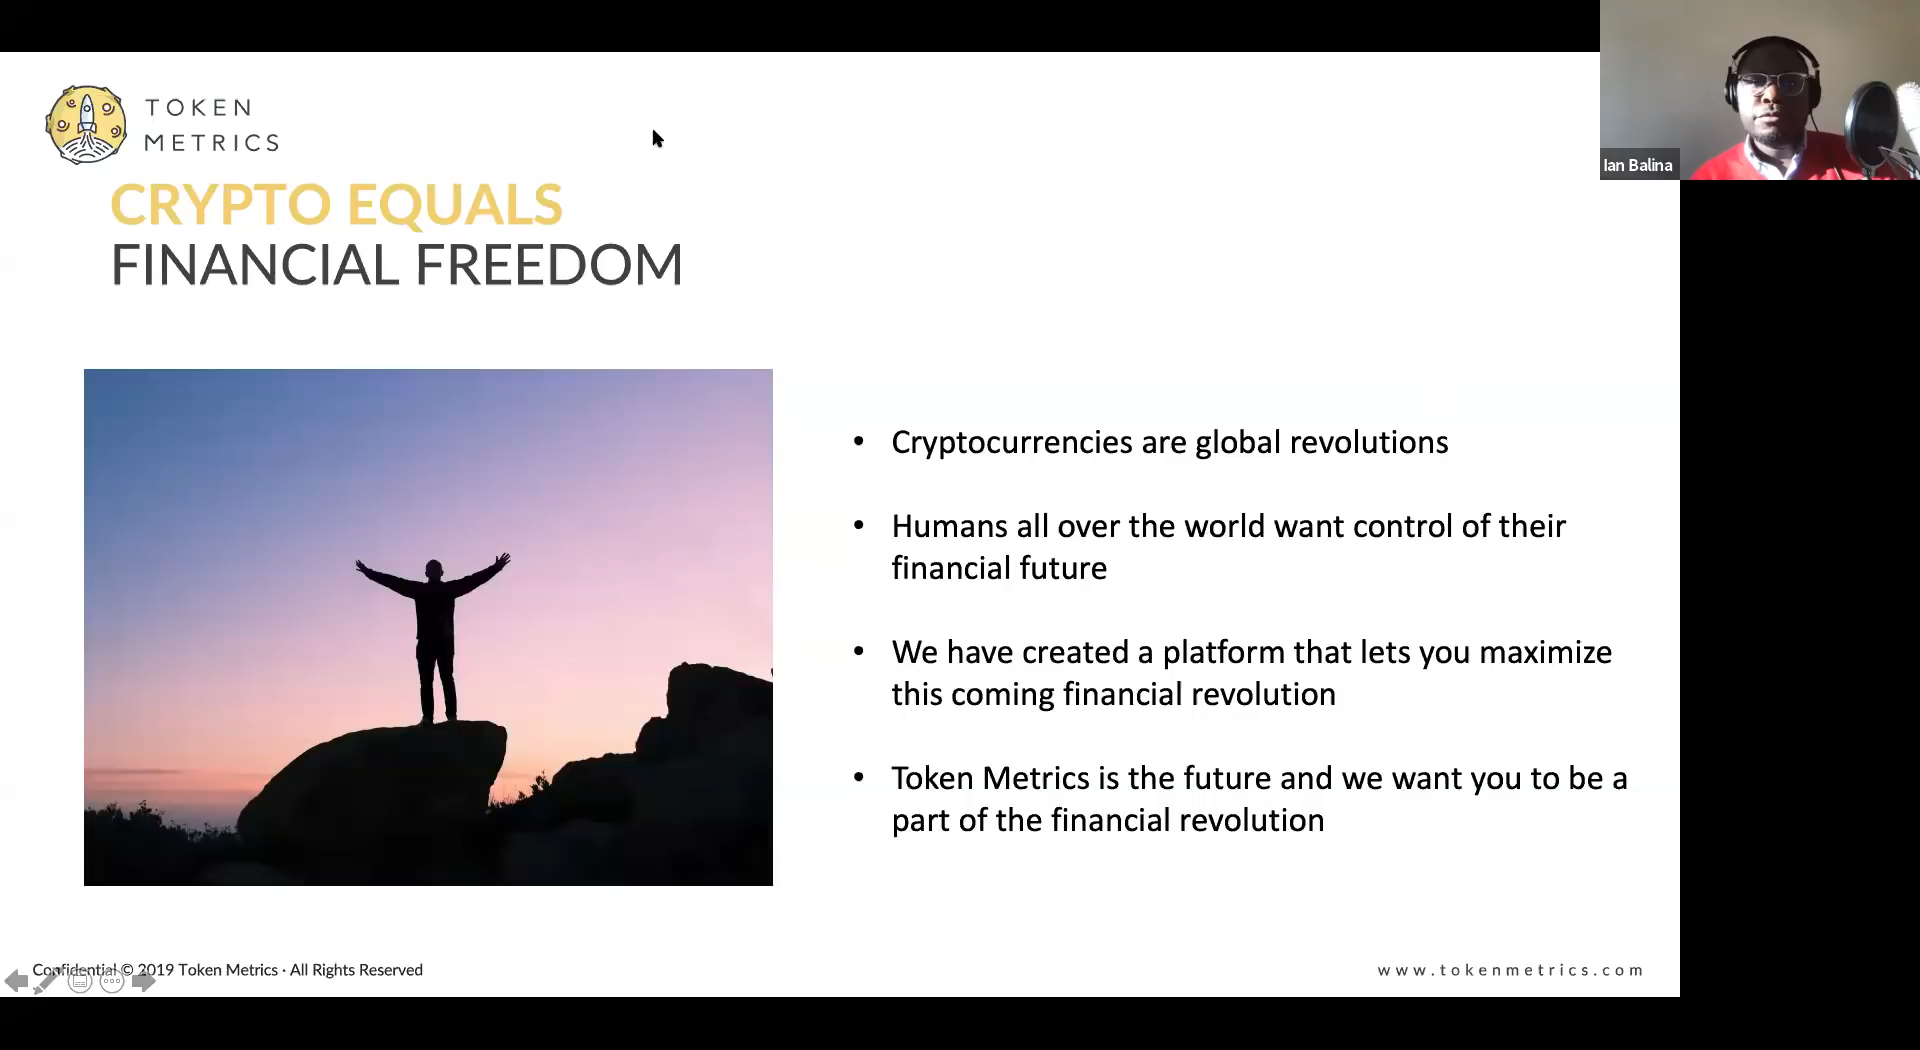 TOKEN
METRICS
CRYPTO EQUALS
FINANCIAL FREEDOM
Ian Balina
• Cryptocurrencies are global revolutions
• Humans all over the world want control of their
financial future
• We have created a platform that lets you maximize
this coming financial revolution
• Token Metrics is the future and we want you to be a
part of the financial revolution
Confidential © 2019 Token Metrics · All Rights Reserved
www.tokenmetrics.com